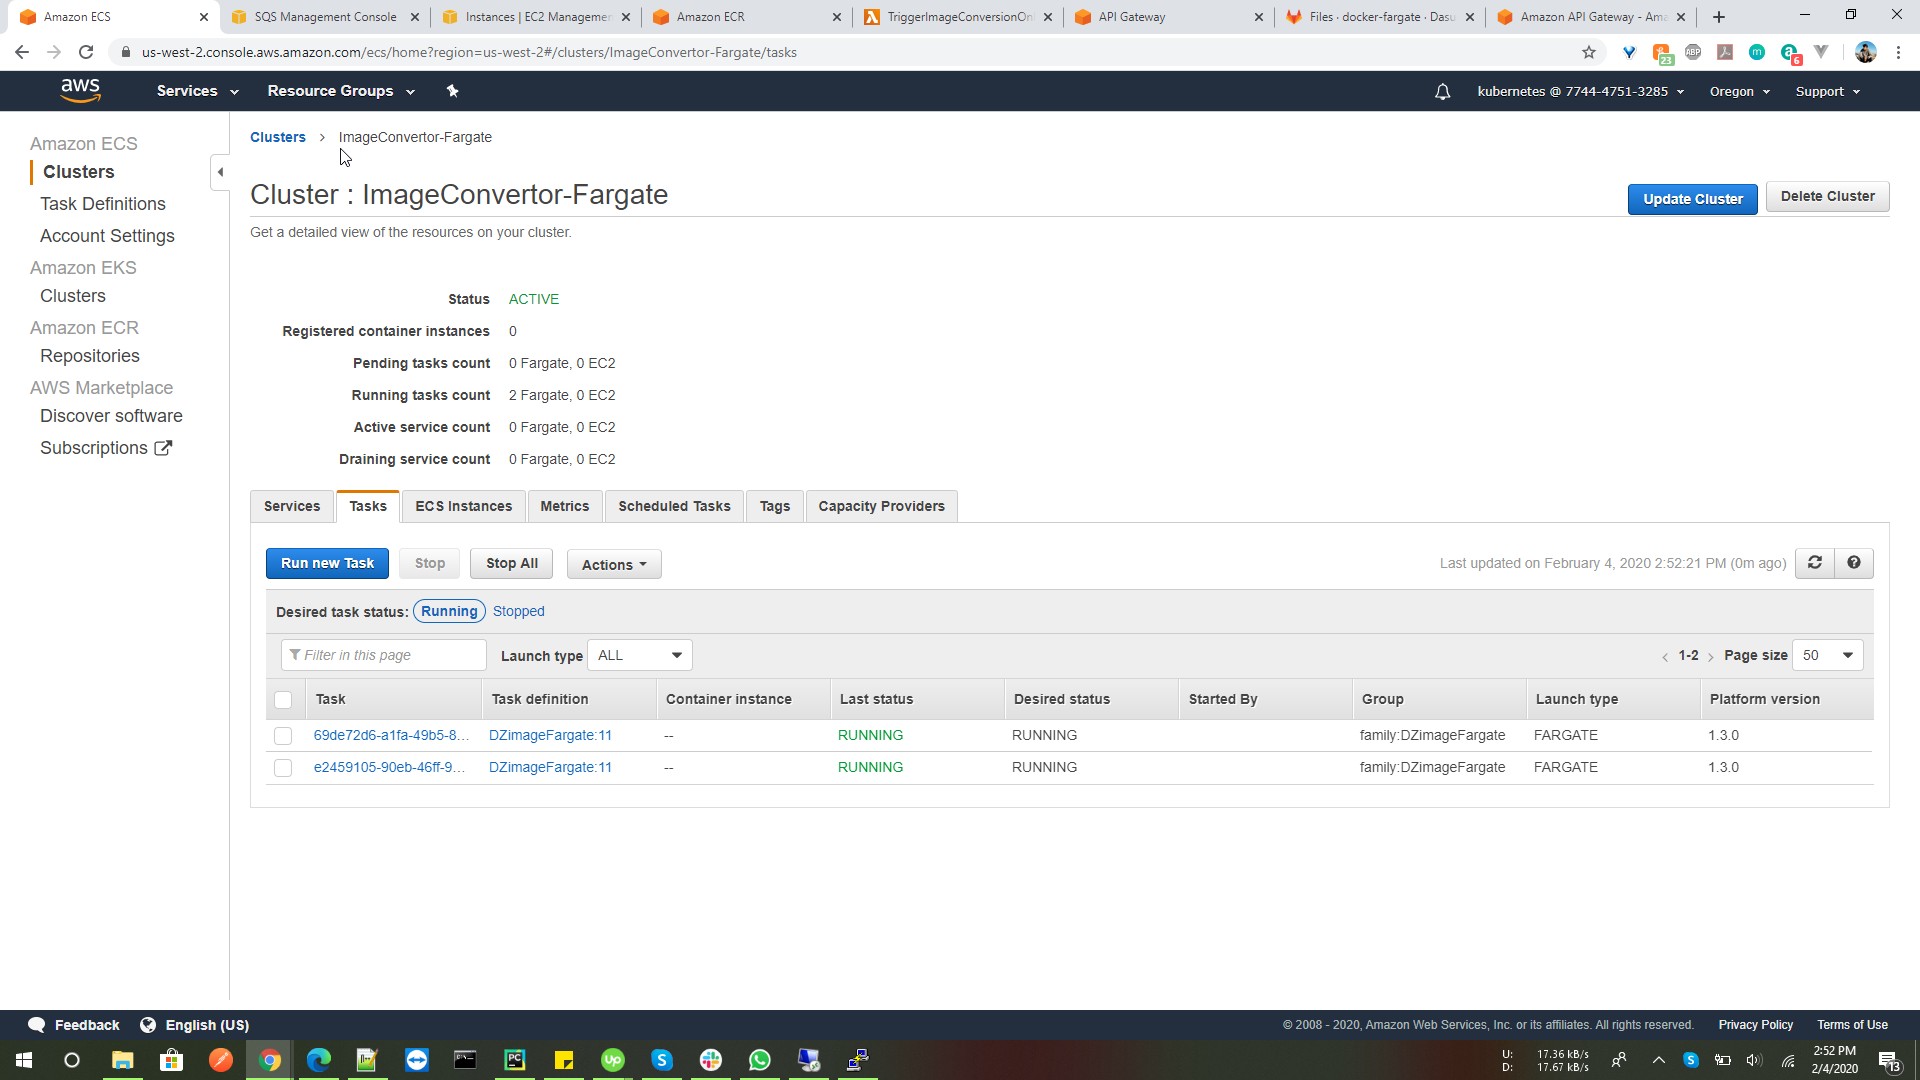 Amazon ECS
SQS Management Console
Instances | EC2 Managemen
Amazon ECR
TriggerImageConversionOn
API Gateway
Files · docker-fargate · Dasu
Amazon API Gateway - Ama
us-west-2.console.aws.amazon.com/ecs/home?region=us-west-2#/clusters/ImageConvertor-Fargate/tasks
23
ABP
m
a
6
aws
Services
Resource Groups
kubernetes @ 7744-4751-3285
Oregon
Support
Amazon ECS
Clusters
Task Definitions
Account Settings
Amazon EKS
Clusters
Amazon ECR
Repositories
AWS Marketplace
Discover software
Subscriptions
Clusters > ImageConvertor-Fargate
Cluster : ImageConvertor-Fargate
Update Cluster
Delete Cluster
Get a detailed view of the resources on your cluster.
Status ACTIVE
Registered container instances 0
Pending tasks count 0 Fargate, 0 EC2
Running tasks count 2 Fargate, 0 EC2
Active service count 0 Fargate, 0 EC2
Draining service count 0 Fargate, 0 EC2
Services
Tasks
ECS Instances
Metrics
Scheduled Tasks
Tags
Capacity Providers
Run new Task
Stop
Stop All
Actions
Last updated on February 4, 2020 2:52:21 PM (0m ago)
Desired task status: Running Stopped
Filter in this page
Launch type ALL
< 1-2 > Page size 50
Task Task definition Container instance Last status Desired status Started By Group Launch type Platform version
69de72d6-a1fa-49b5-8... DZimageFargate:11 -- RUNNING RUNNING family:DZimageFargate FARGATE 1.3.0
e2459105-90eb-46ff-9... DZimageFargate:11 -- RUNNING RUNNING family:DZimageFargate FARGATE 1.3.0
Feedback
English (US)
© 2008 - 2020, Amazon Web Services, Inc. or its affiliates. All rights reserved.
Privacy Policy
Terms of Use
PC
Up
S
U: 17.36 kB/s
D: 17.67 kB/s
S
2:52 PM
2/4/2020
13